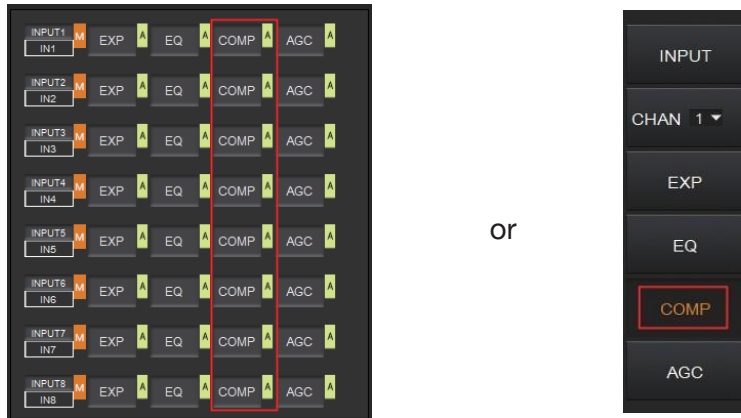 INPUT1 M EXP A EQ A COMP A AGC A
IN1
INPUT2 M EXP A EQ A COMP A AGC A
IN2
INPUT3 M EXP A EQ A COMP A AGC A
IN3
INPUT4 M EXP A EQ A COMP A AGC A
IN4
INPUT5 M EXP A EQ A COMP A AGC A
IN5
INPUT6 M EXP A EQ A COMP A AGC A
IN6
INPUT7 M EXP A EQ A COMP A AGC A
IN7
INPUT8 M EXP A EQ A COMP A AGC A
IN8
or
INPUT
CHAN 1
EXP
EQ
COMP
AGC